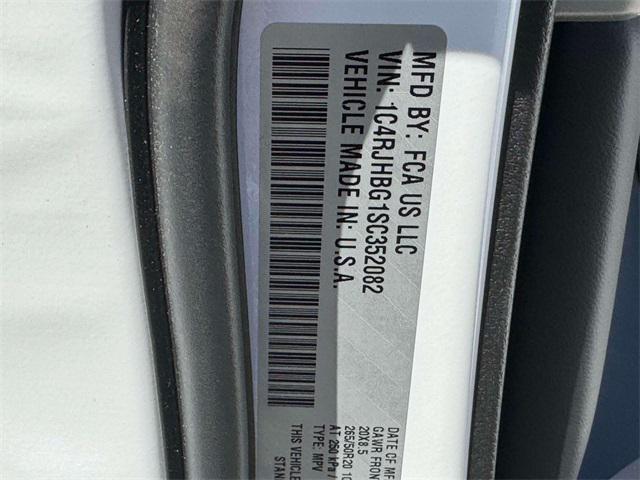 MFD BY: FCA US LLC
VIN: 1C4RJHBG1SC352082
VEHICLE MADE IN: U.S.A.
DATE OF MF
GAWR FRON
20X8.5
265/50R20 10
AT 250 kPa /
TYPE: MPV
THIS VEHICLE
STAN